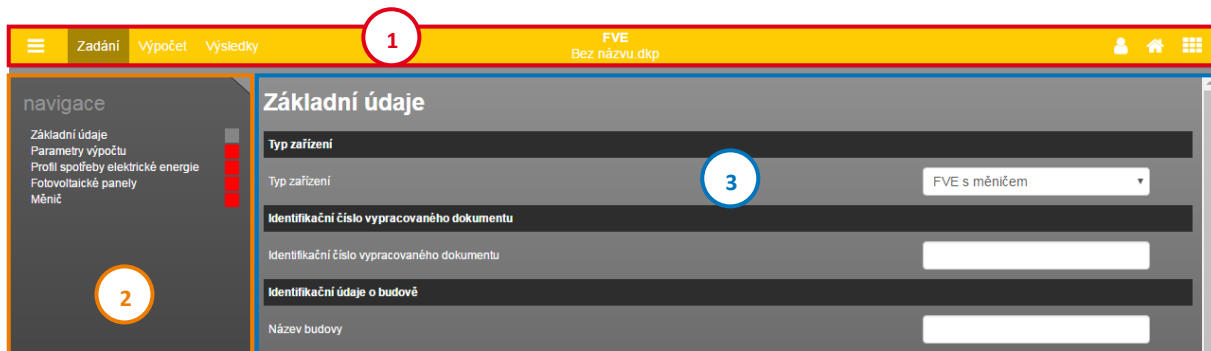 Zadání Výpočet Výsledky
1
FVE
Bez názvu.dkp
navigace
Základní údaje
Parametry výpočtu
Profil spotřeby elektrické energie
Fotovoltaické panely
Měnič
2
Základní údaje
Typ zařízení
Typ zařízení
3
FVE s měničem
Identifikační číslo vypracovaného dokumentu
Identifikační číslo vypracovaného dokumentu
Identifikační údaje o budově
Název budovy